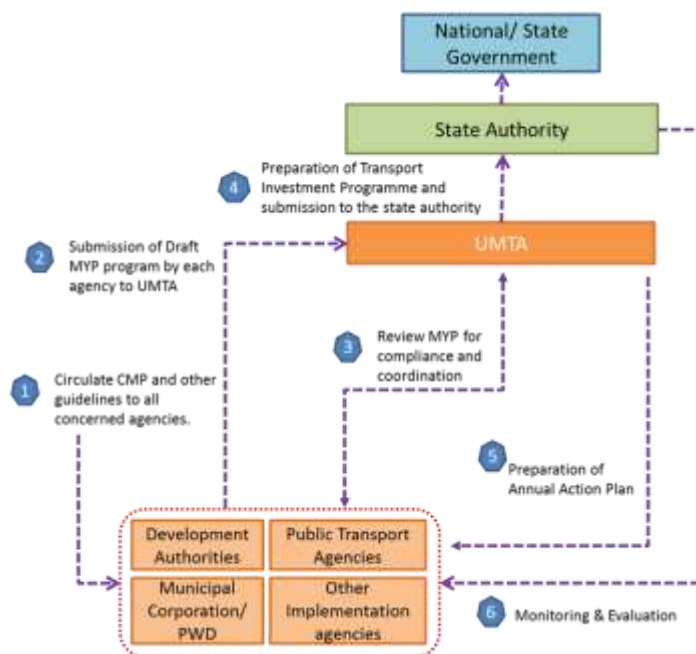 National/ State
Government
State Authority
4
Preparation of Transport
Investment Programme and
submission to the state authority
UMTA
2
Submission of Draft
MYP program by each
agency to UMTA
3
Review MYP for
compliance and
coordination
1
Circulate CMP and other
guidelines to all
concerned agencies.
5
Preparation of
Annual Action Plan
Development
Authorities
Public Transport
Agencies
Municipal
Corporation/
PWD
Other
Implementation
agencies
6
Monitoring & Evaluation